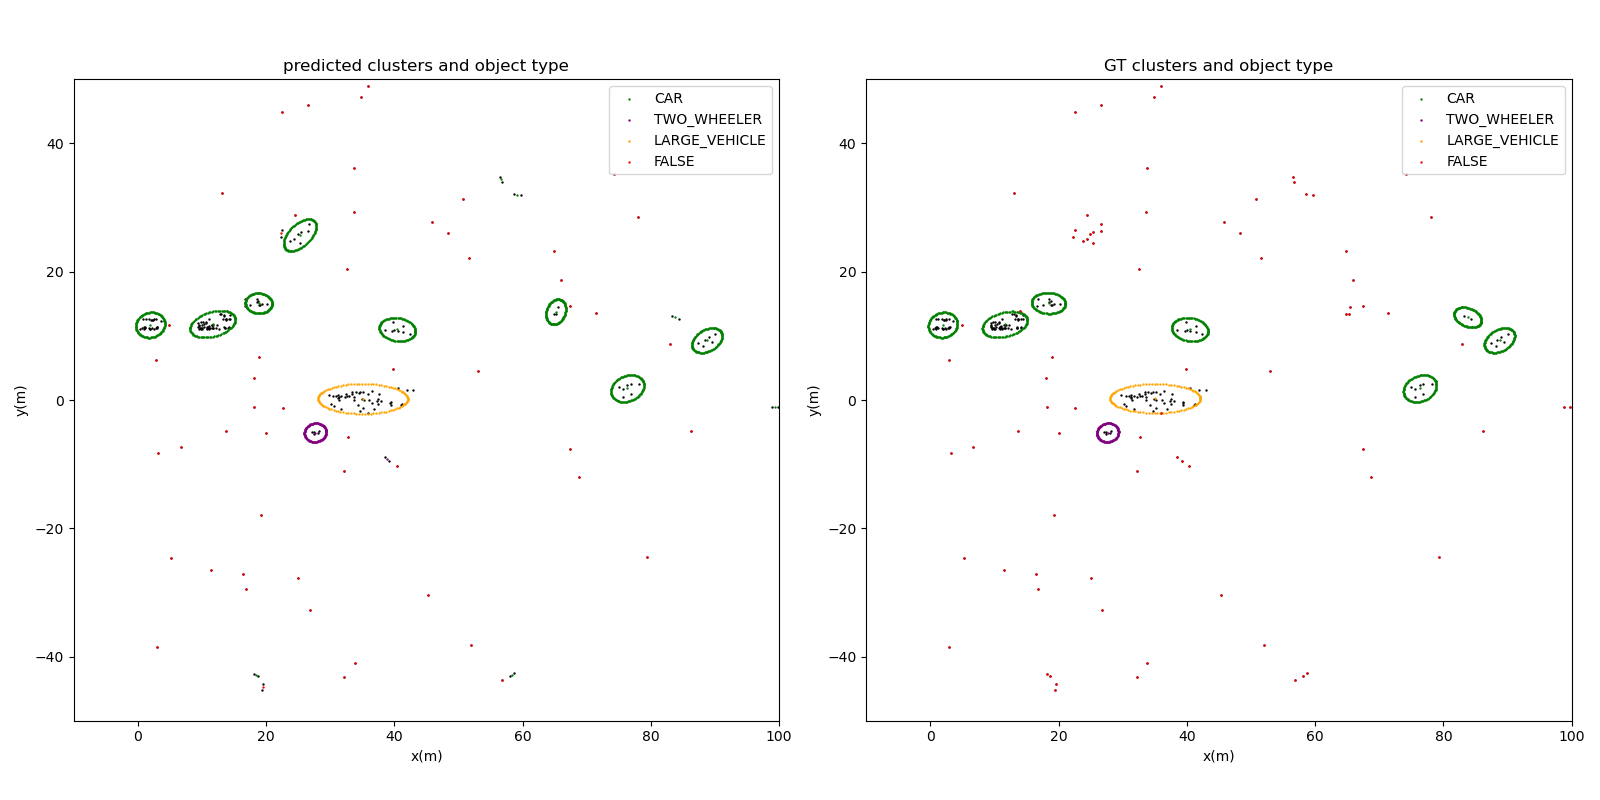 predicted clusters and object type
CAR
TWO_WHEELER
LARGE_VEHICLE
FALSE
40
20
0
−20
−40
y(m)
0 20 40 60 80 100
x(m)
GT clusters and object type
CAR
TWO_WHEELER
LARGE_VEHICLE
FALSE
40
20
0
−20
−40
y(m)
0 20 40 60 80 100
x(m)